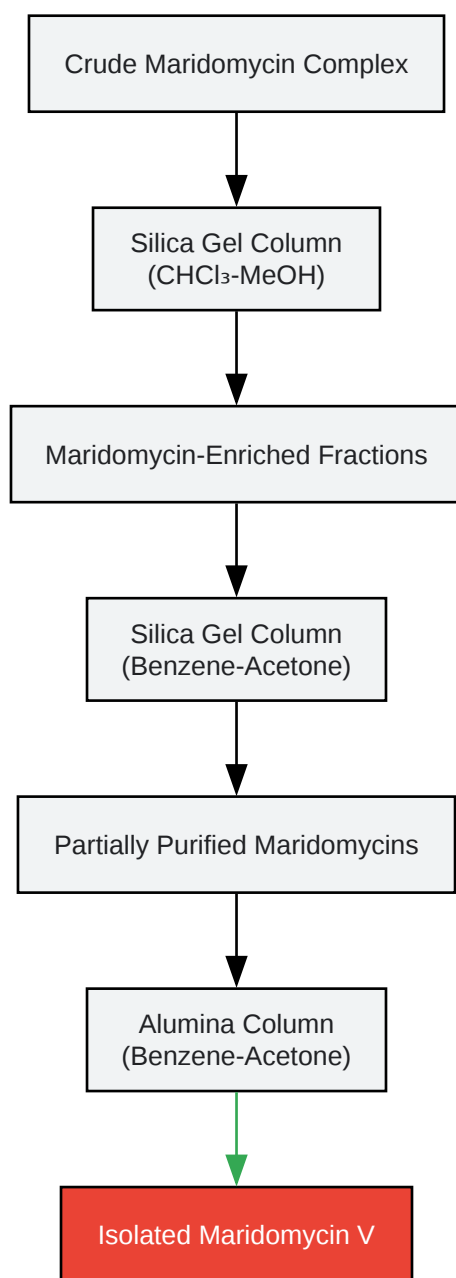 Crude Maridomycin Complex
Silica Gel Column
(CHCl₃-MeOH)
Maridomycin-Enriched Fractions
Silica Gel Column
(Benzene-Acetone)
Partially Purified Maridomycins
Alumina Column
(Benzene-Acetone)
Isolated Maridomycin V